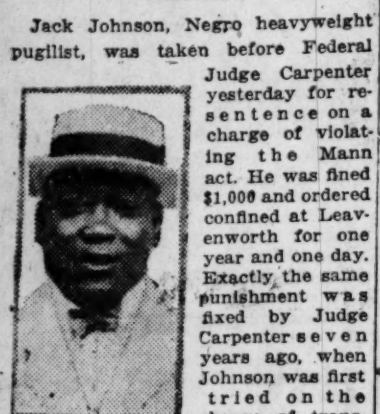 Jack Johnson, Negro heavyweight
pugilist, was taken before Federal
Judge Carpenter
yesterday for re-
sentence on a
charge of violat-
ing the Mann
act. He was fined
$1,000 and ordered
confined at Leav-
enworth for one
year and one day.
Exactly the same
punishment was
fixed by Judge
Carpenter seven
years ago, when
Johnson was first
tried on the